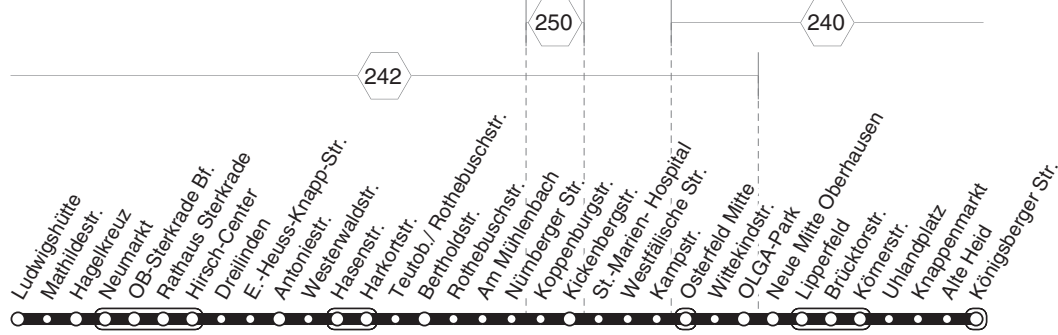 250
240
242
Ludwigshütte
Mathildestr.
Hagelkreuz
Neumarkt
OB-Sterkrade Bf.
Rathaus Sterkrade
Hirsch-Center
Dreilinden
E.-Heuss-Knapp-Str.
Antoniestr.
Westerwaldstr.
Hasenstr.
Harkortstr.
Teutob./ Rothebuschstr.
Bertholdstr.
Rothebuschstr.
Am Mühlenbach
Nürnberger Str.
Koppenburgstr.
Kickenbergstr.
St.-Marien- Hospital
Westfälische Str.
Kampstr.
Osterfeld Mitte
Wittekindstr.
OLGA-Park
Neue Mitte Oberhausen
Lipperfeld
Brücktorstr.
Körnerstr.
Uhlandplatz
Knappenmarkt
Alte Heid
Königsberger Str.